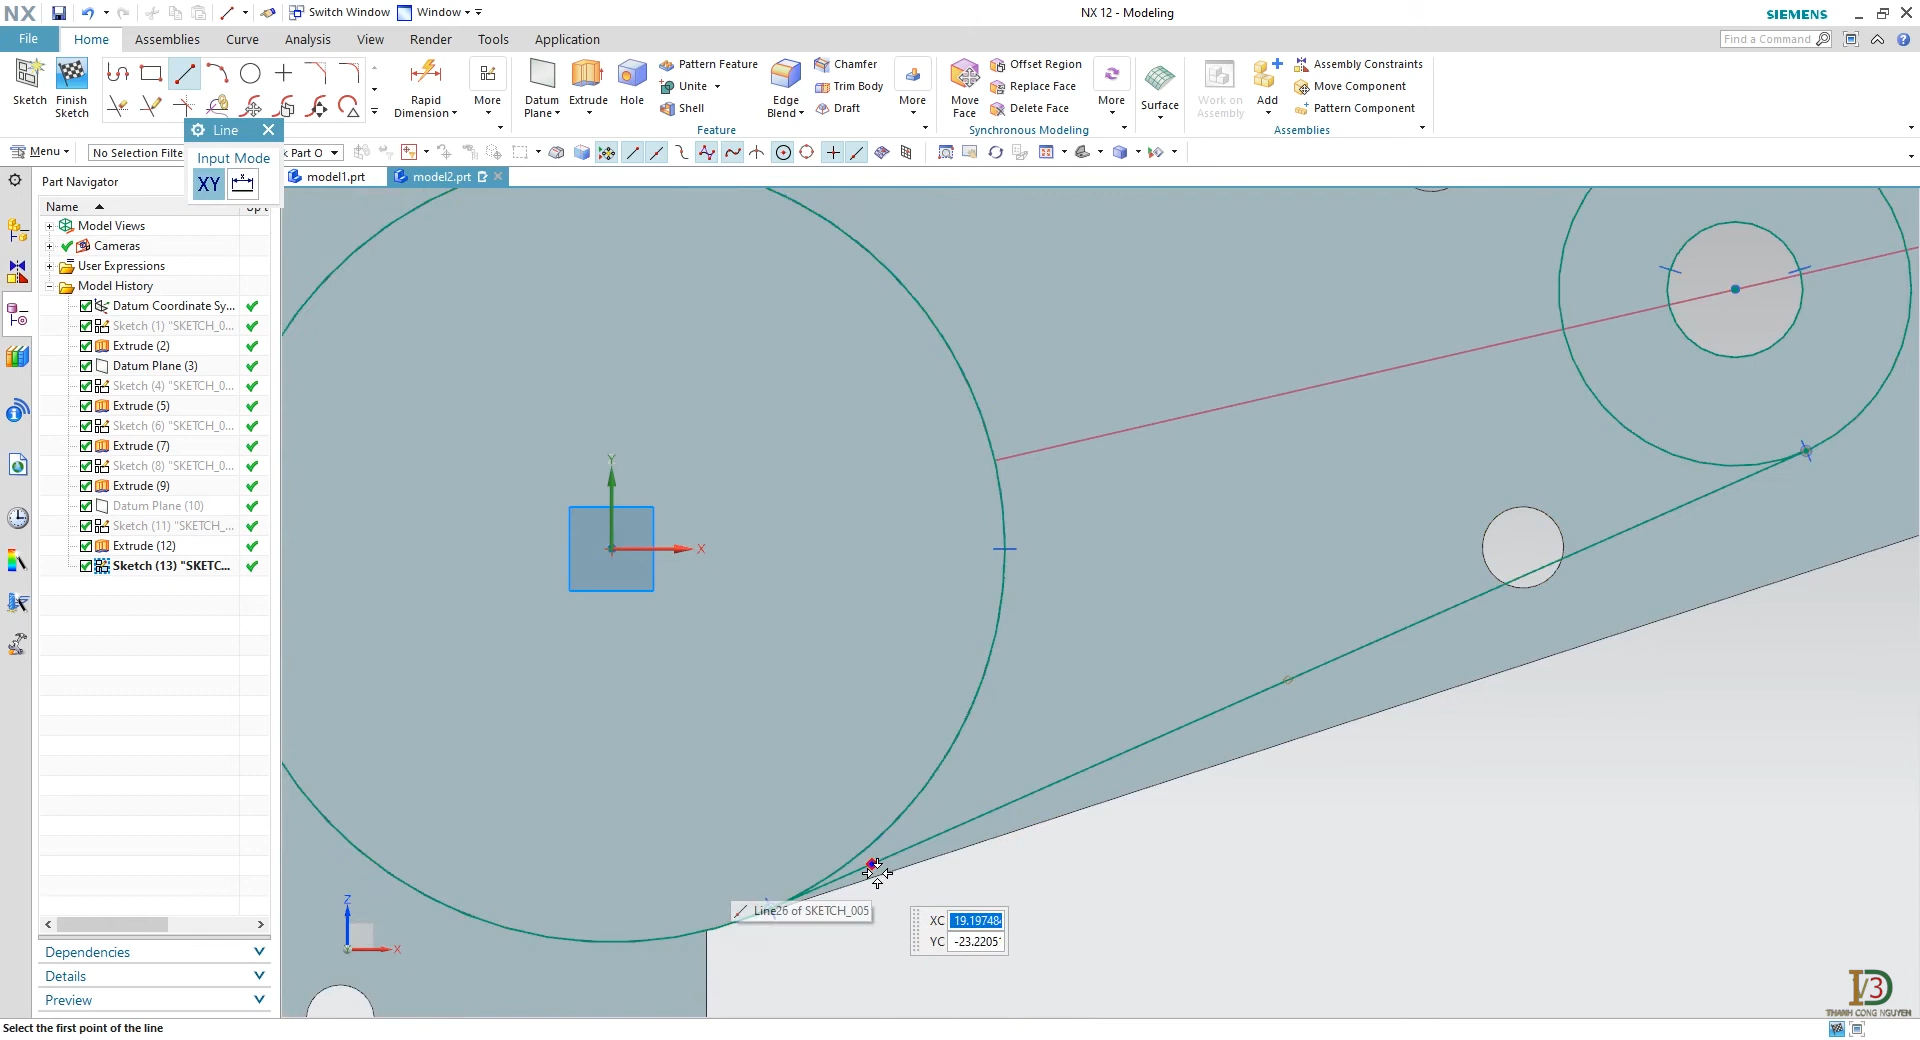 NX
Switch Window
Window
NX 12 - Modeling
SIEMENS
File
Home
Assemblies
Curve
Analysis
View
Render
Tools
Application
Find a Command
Sketch
Finish Sketch
Rapid Dimension
More
Datum Plane
Extrude
Hole
Pattern Feature
Unite
Shell
Edge Blend
Chamfer
Trim Body
Draft
More
Feature
Move Face
Offset Region
Replace Face
Delete Face
More
Synchronous Modeling
Surface
Work on Assembly
Add
Assembly Constraints
Move Component
Pattern Component
Assemblies
Line
Input Mode
XY
Menu
No Selection Filte
k Part O
Part Navigator
model1.prt
model2.prt
Name
Model Views
Cameras
User Expressions
Model History
Datum Coordinate Sy...
Sketch (1) "SKETCH_0...
Extrude (2)
Datum Plane (3)
Sketch (4) "SKETCH_0...
Extrude (5)
Sketch (6) "SKETCH_0...
Extrude (7)
Sketch (8) "SKETCH_0...
Extrude (9)
Datum Plane (10)
Sketch (11) "SKETCH_...
Extrude (12)
Sketch (13) "SKETC...
Y
X
Z
X
Line26 of SKETCH_005
XC 19.19748
YC -23.2205
Dependencies
Details
Preview
THANH CONG NGUYEN
Select the first point of the line